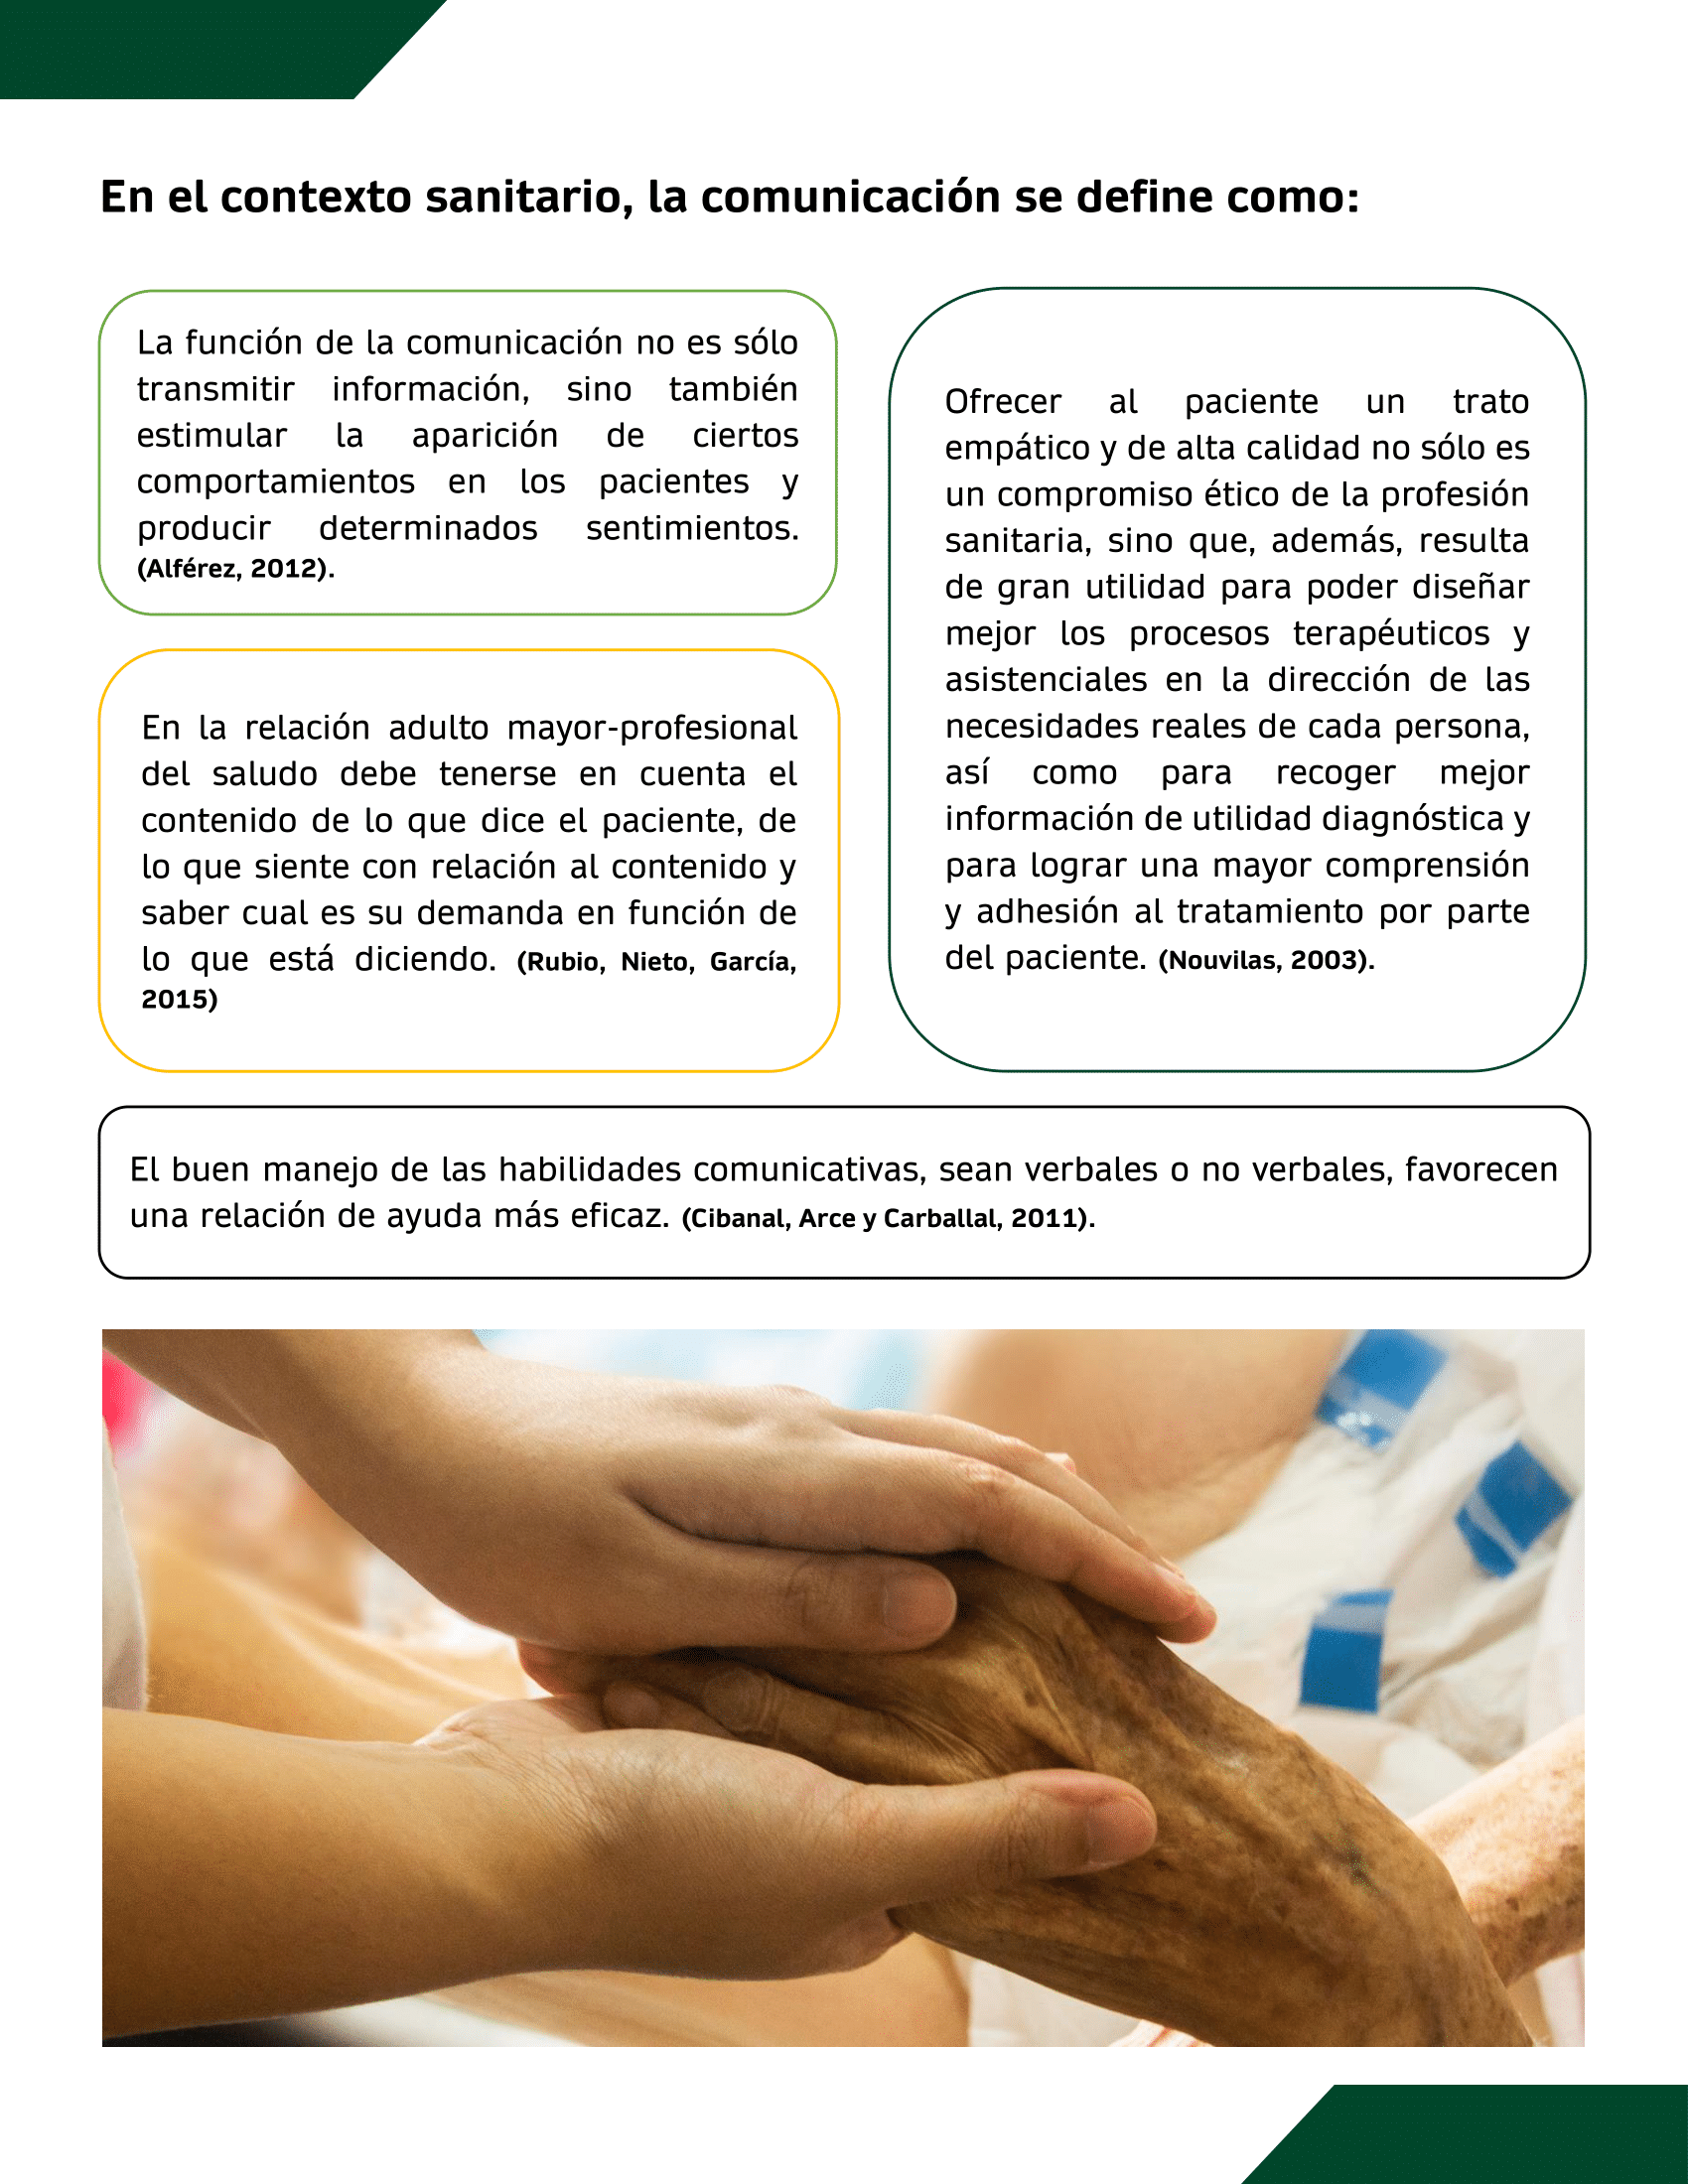 En el contexto sanitario, la comunicación se define como:
La función de la comunicación no es sólo
transmitir información, sino también
estimular la aparición de ciertos
comportamientos en los pacientes y
producir determinados sentimientos.
(Alférez, 2012).
En la relación adulto mayor-profesional
del saludo debe tenerse en cuenta el
contenido de lo que dice el paciente, de
lo que siente con relación al contenido y
saber cual es su demanda en función de
lo que está diciendo. (Rubio, Nieto, García,
2015)
Ofrecer al paciente un trato
empático y de alta calidad no sólo es
un compromiso ético de la profesión
sanitaria, sino que, además, resulta
de gran utilidad para poder diseñar
mejor los procesos terapéuticos y
asistenciales en la dirección de las
necesidades reales de cada persona,
así como para recoger mejor
información de utilidad diagnóstica y
para lograr una mayor comprensión
y adhesión al tratamiento por parte
del paciente. (Nouvilas, 2003).
El buen manejo de las habilidades comunicativas, sean verbales o no verbales, favorecen
una relación de ayuda más eficaz. (Cibanal, Arce y Carballal, 2011).